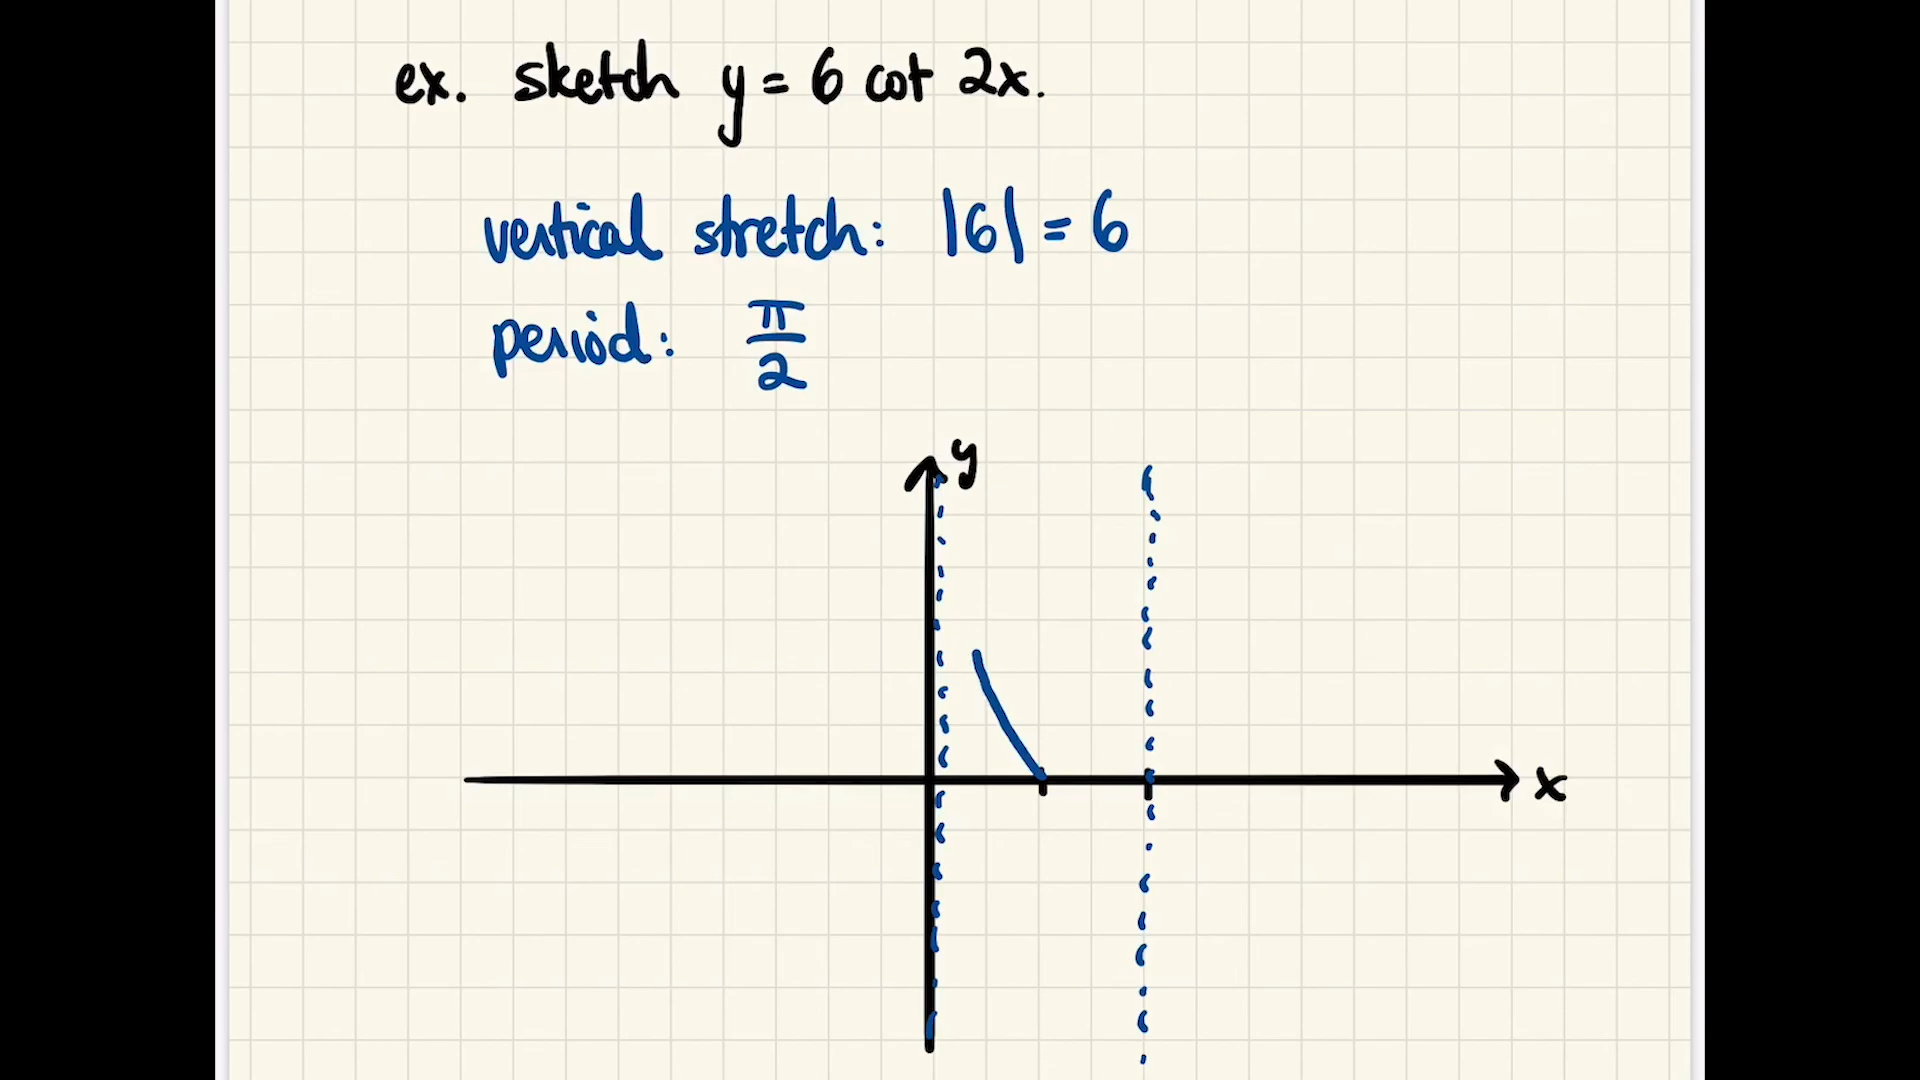 ex. sketch y = 6 cot 2x.
vertical stretch: |6| = 6
period: π/2
y
x